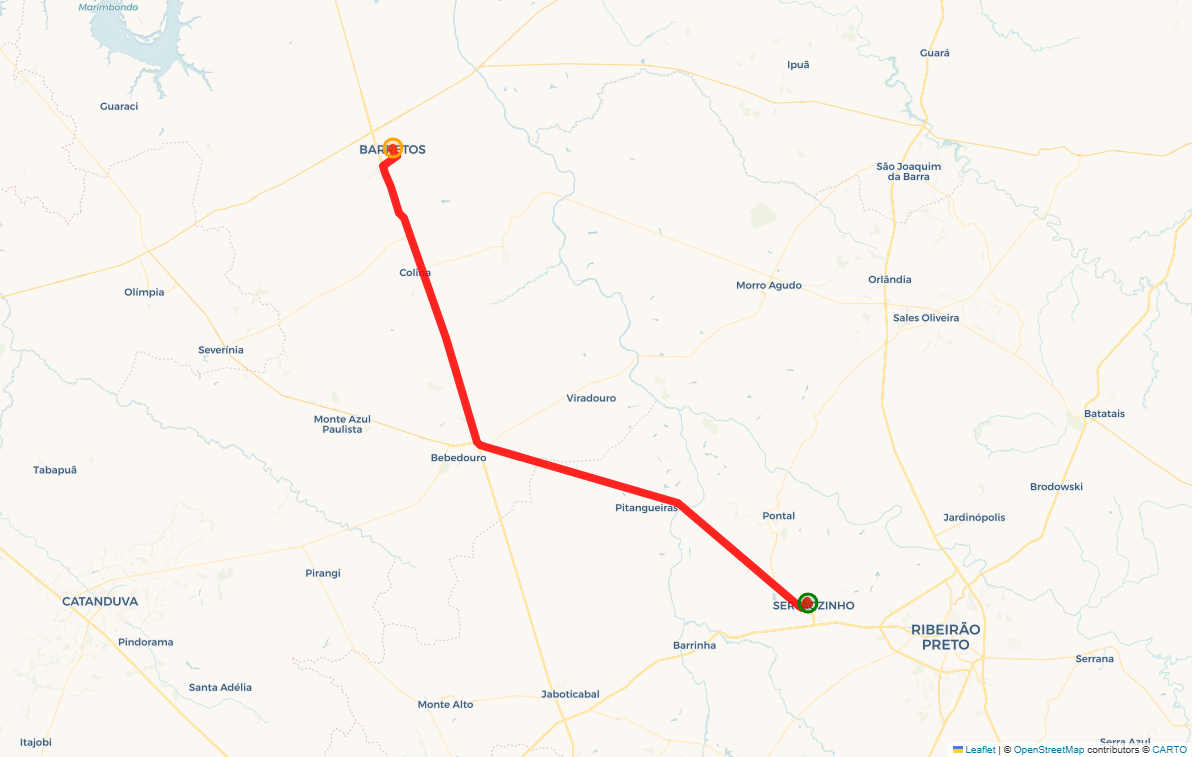 Marimbondo
Guará
Ipuã
Guaraci
BARRETOS
São Joaquim
da Barra
Colina
Orlândia
Morro Agudo
Olímpia
Sales Oliveira
Severínia
Viradouro
Batatais
Monte Azul
Paulista
Bebedouro
Tabapuã
Brodowski
Pitangueiras
Pontal
Jardinópolis
Pirangi
CATANDUVA
SERTÃOZINHO
RIBEIRÃO
PRETO
Pindorama
Barrinha
Serrana
Santa Adélia
Jaboticabal
Monte Alto
Itajobi
Serra Azul
Leaflet | © OpenStreetMap contributors © CARTO